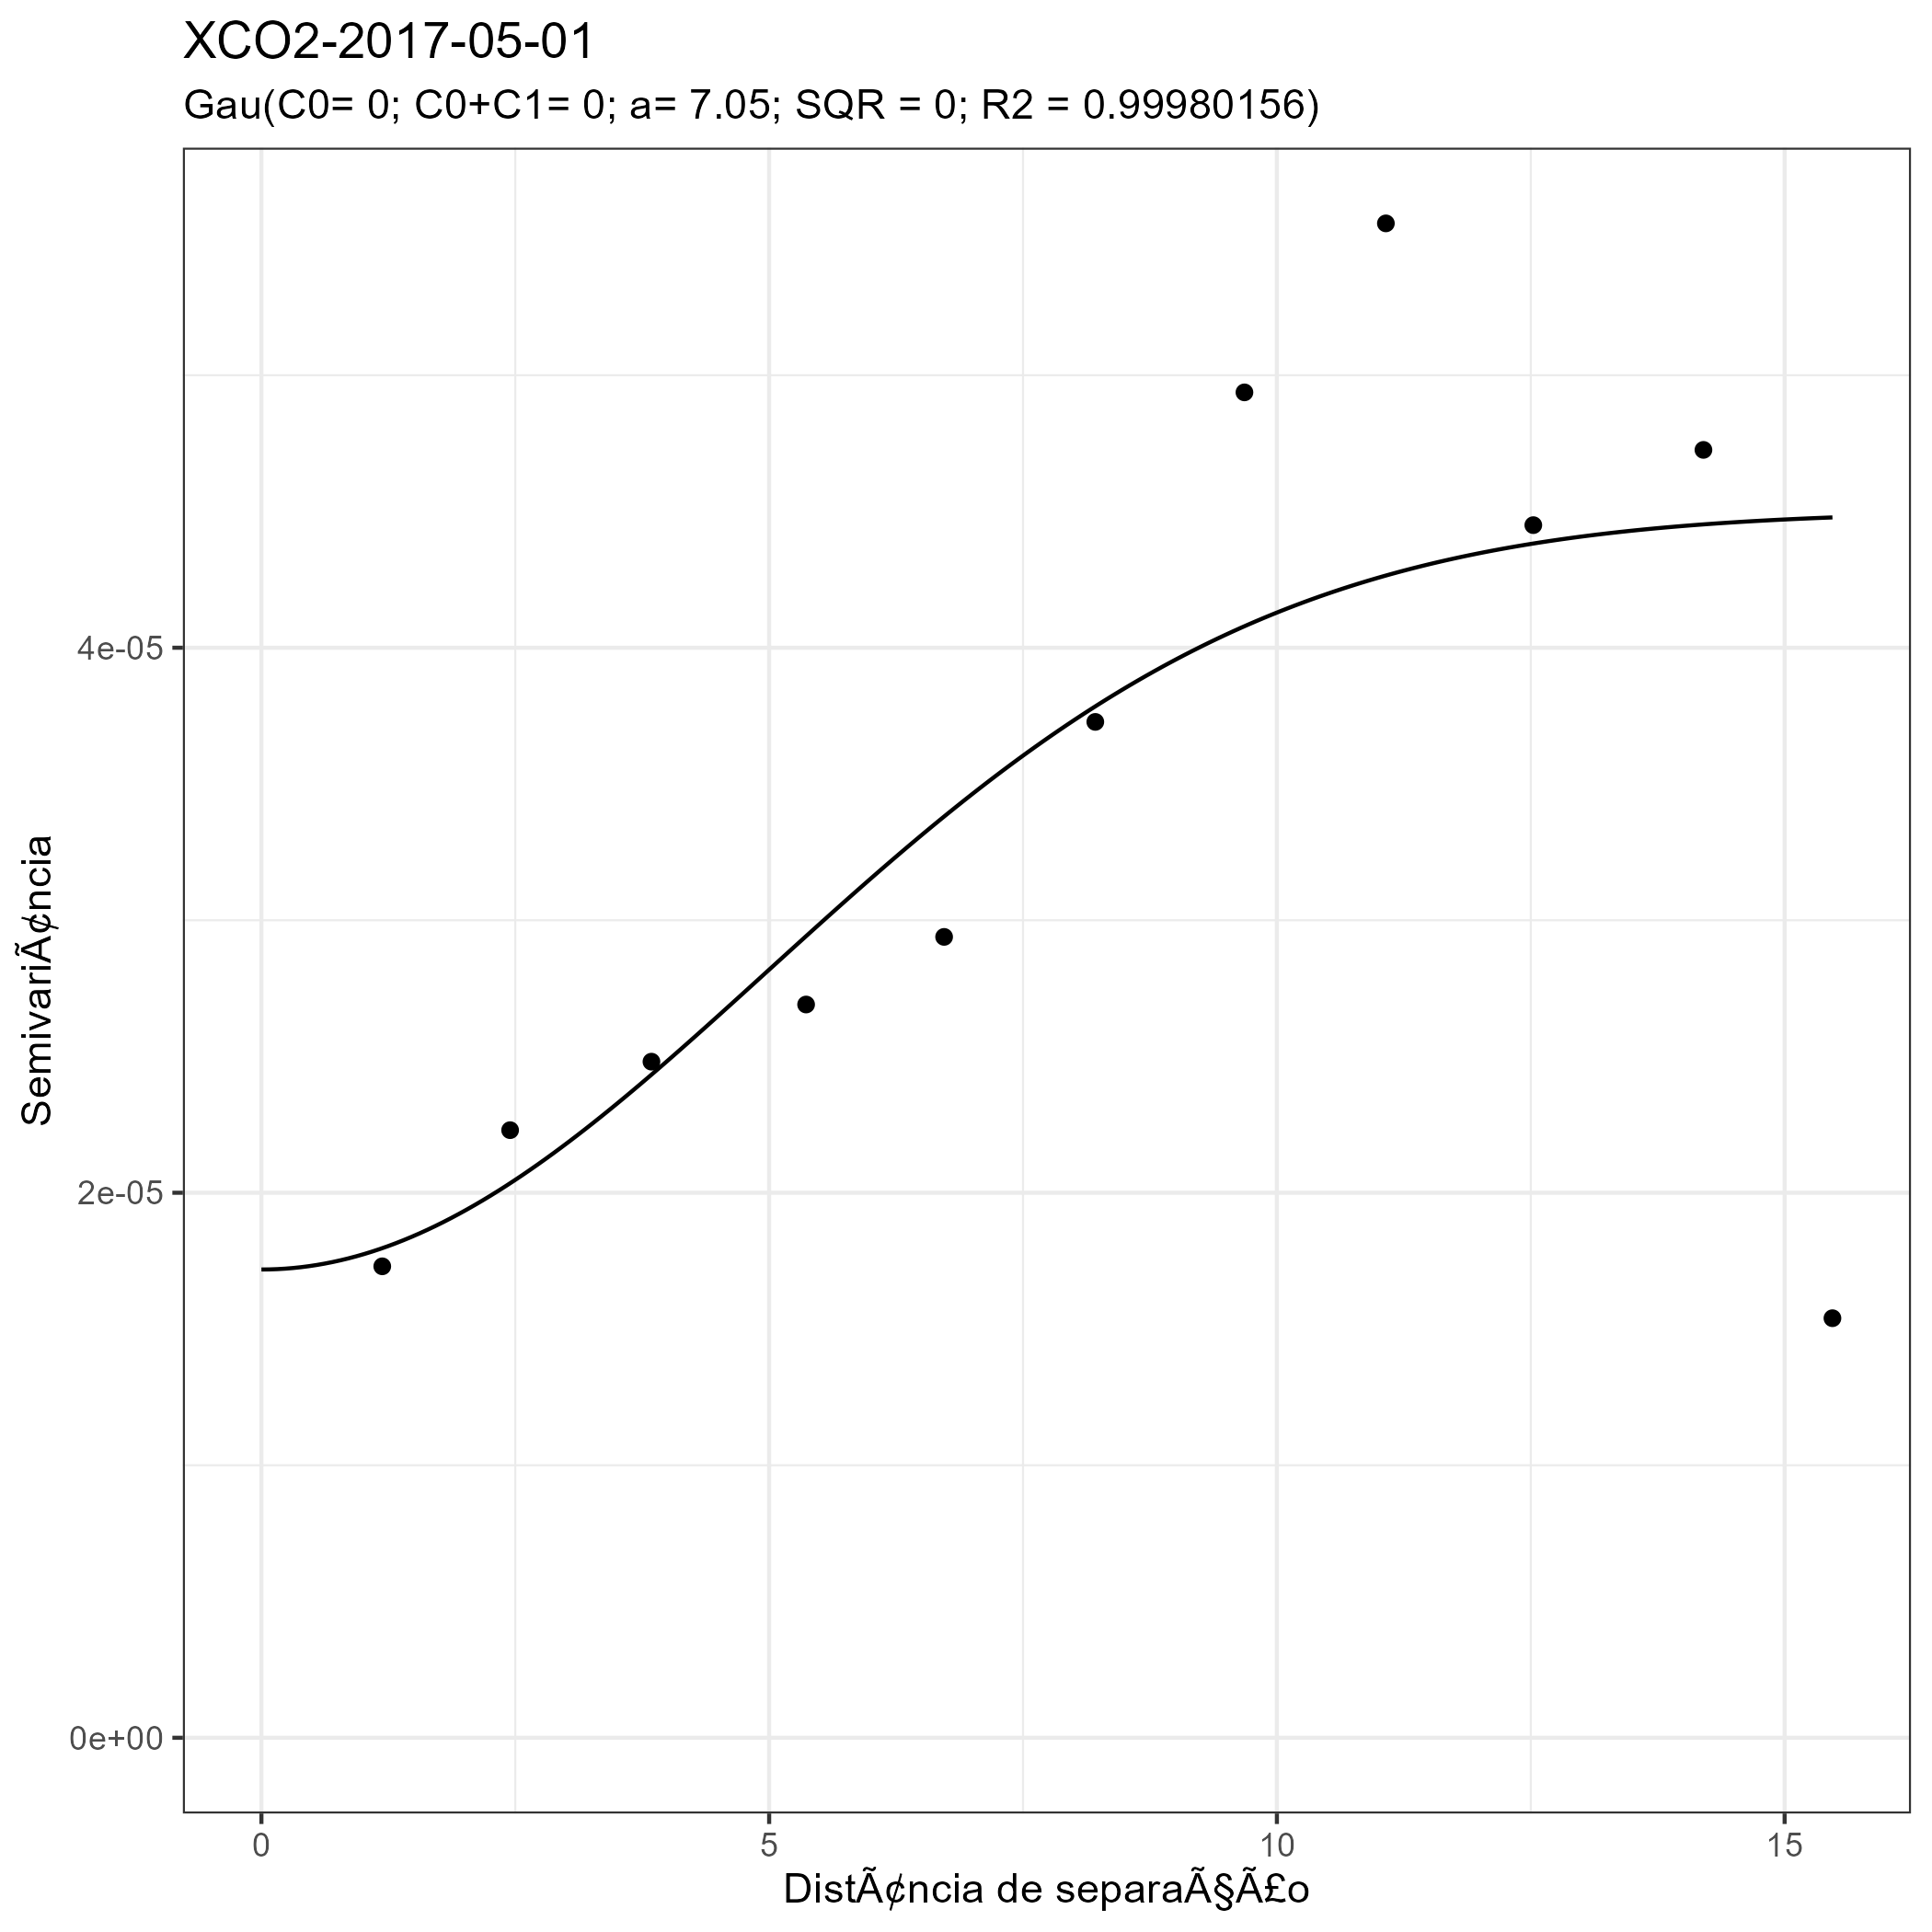 XCO2-2017-05-01
Gau(C0= 0; C0+C1= 0; a= 7.05; SQR = 0; R2 = 0.99980156)
SemivariÃ¢ncia
4e-05
2e-05
0e+00
0
5
10
15
DistÃ¢ncia de separaÃ§Ã£o